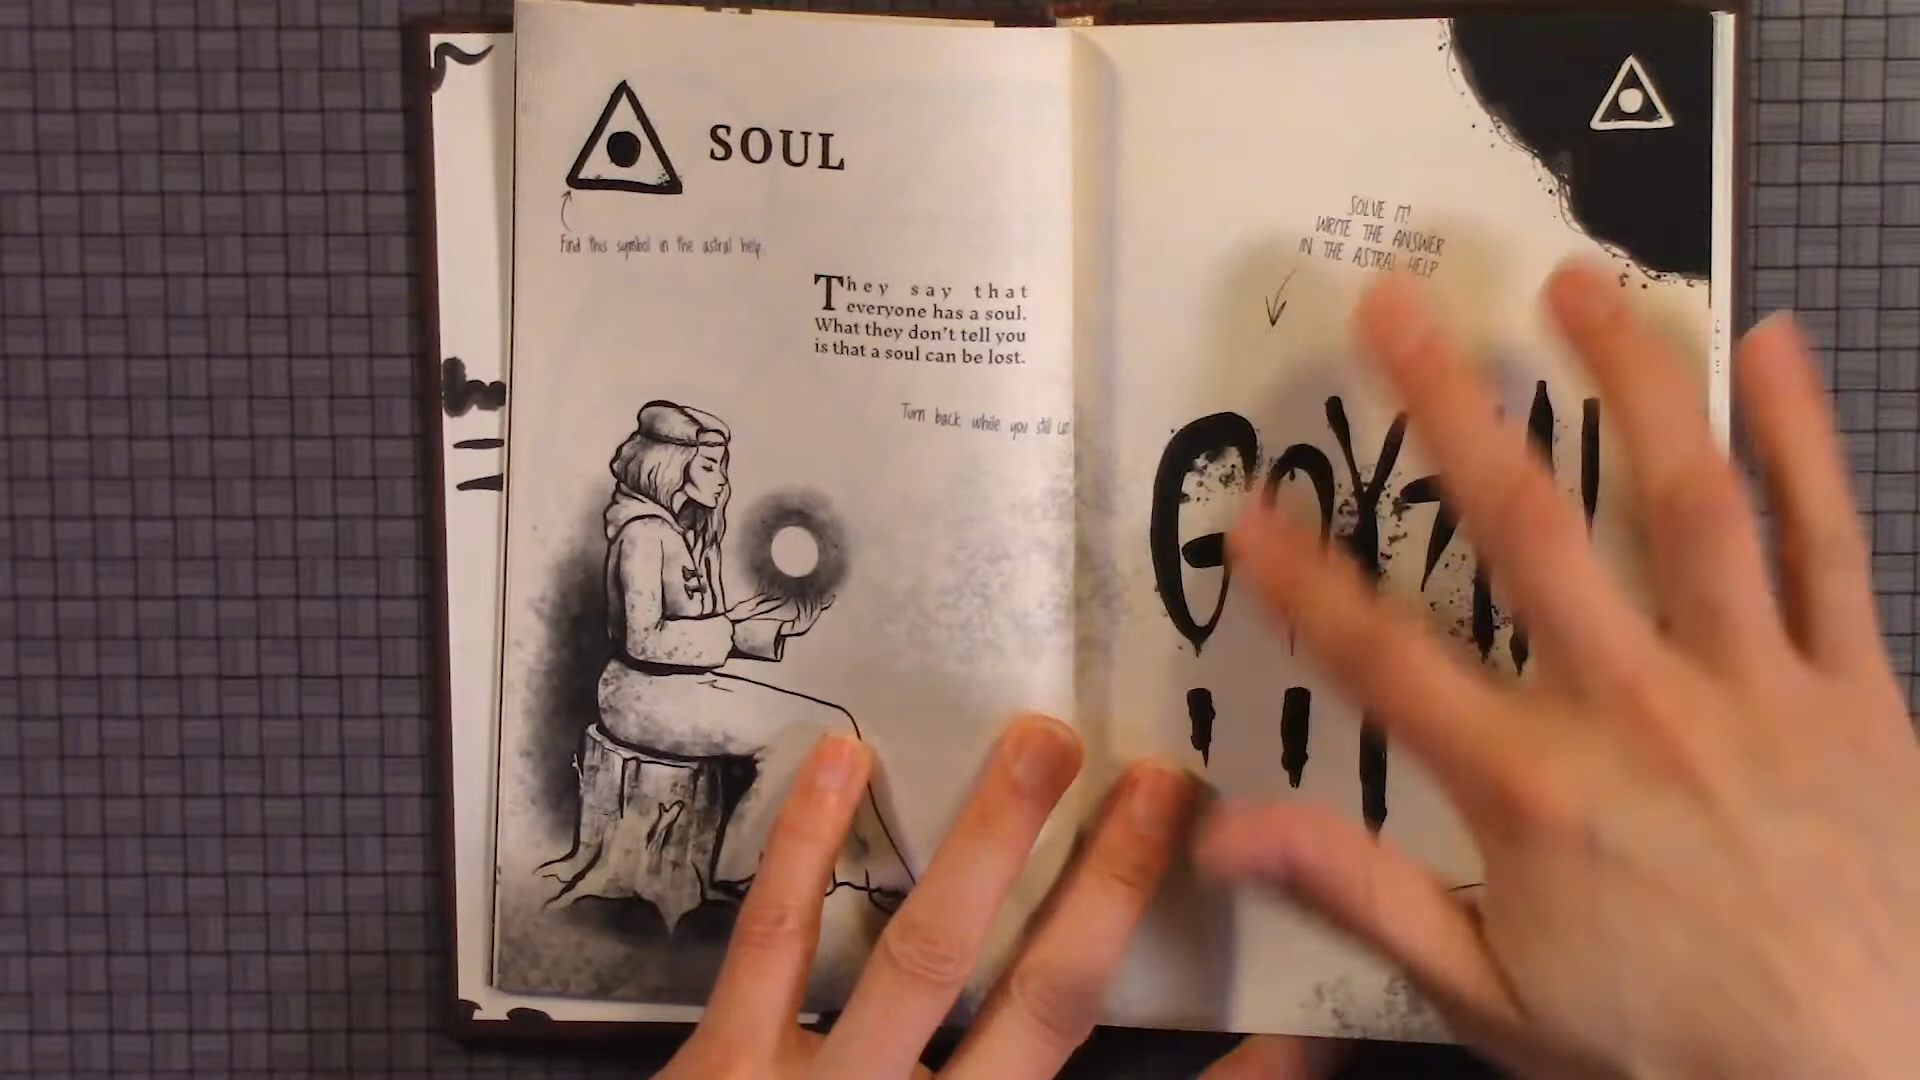 SOUL
Find this symbol in the astral help.
They say that
everyone has a soul.
What they don't tell you
is that a soul can be lost.
Turn back while you still
SOLVE IT!
WRITE THE ANSWER
IN THE ASTRAL HELP